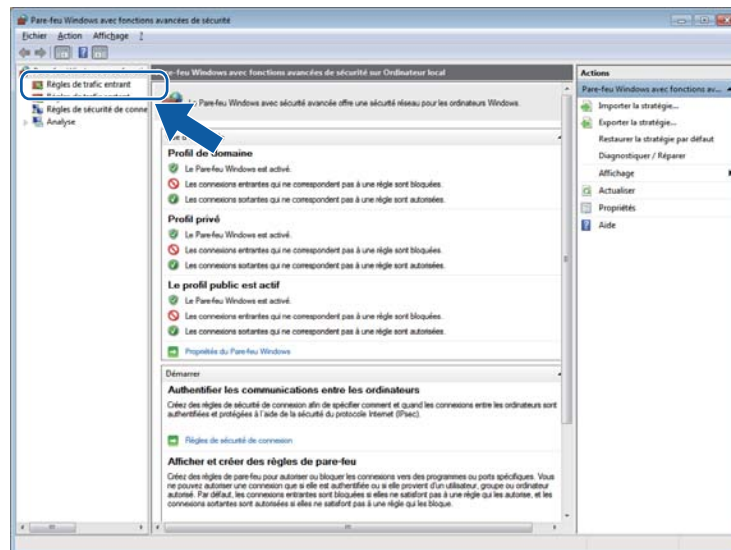 Pare-feu Windows avec fonctions avancées de sécurité
Fichier Action Affichage ?
Règles de trafic entrant
Règles de sécurité de conne
Analyse
Pare-feu Windows avec fonctions avancées de sécurité sur Ordinateur local
Le Pare-feu Windows avec sécurité avancée offre une sécurité réseau pour les ordinateurs Windows.
Profil de domaine
Le Pare-feu Windows est activé.
Les connexions entrantes qui ne correspondent pas à une règle sont bloquées.
Les connexions sortantes qui ne correspondent pas à une règle sont autorisées.
Profil privé
Le Pare-feu Windows est activé.
Les connexions entrantes qui ne correspondent pas à une règle sont bloquées.
Les connexions sortantes qui ne correspondent pas à une règle sont autorisées.
Le profil public est actif
Le Pare-feu Windows est activé.
Les connexions entrantes qui ne correspondent pas à une règle sont bloquées.
Les connexions sortantes qui ne correspondent pas à une règle sont autorisées.
Propriétés du Pare-feu Windows
Démarrer
Authentifier les communications entre les ordinateurs
Créez des règles de sécurité de connexion afin de spécifier comment et quand les connexions entre les ordinateurs sont
authentifiées et protégées à l'aide de la sécurité du protocole Internet (IPsec).
Règles de sécurité de connexion
Afficher et créer des règles de pare-feu
Créez des règles de pare-feu pour autoriser ou bloquer les connexions vers des programmes ou ports spécifiques. Vous
ne pouvez autoriser une connexion que si elle est authentifiée ou si elle provient d'un utilisateur, groupe ou ordinateur
autorisé. Par défaut, les connexions entrantes sont bloquées si elles ne satisfont pas à une règle qui les autorise, et les
connexions sortantes sont autorisées si elles ne satisfont pas à une règle qui les bloque.
Actions
Pare-feu Windows avec fonctions av...
Importer la stratégie...
Exporter la stratégie...
Restaurer la stratégie par défaut
Diagnostiquer / Réparer
Affichage
Actualiser
Propriétés
Aide